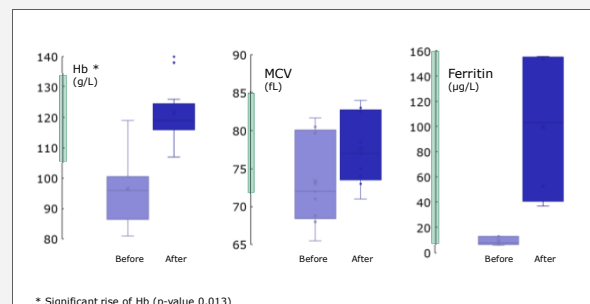 Hb *
(g/L)
140
130
120
110
100
90
80
Before
After
MCV
(fL)
90
85
80
75
70
65
Before
After
Ferritin
(µg/L)
160
140
120
100
80
60
40
20
0
Before
After
* Significant rise of Hb (p-value 0.013)